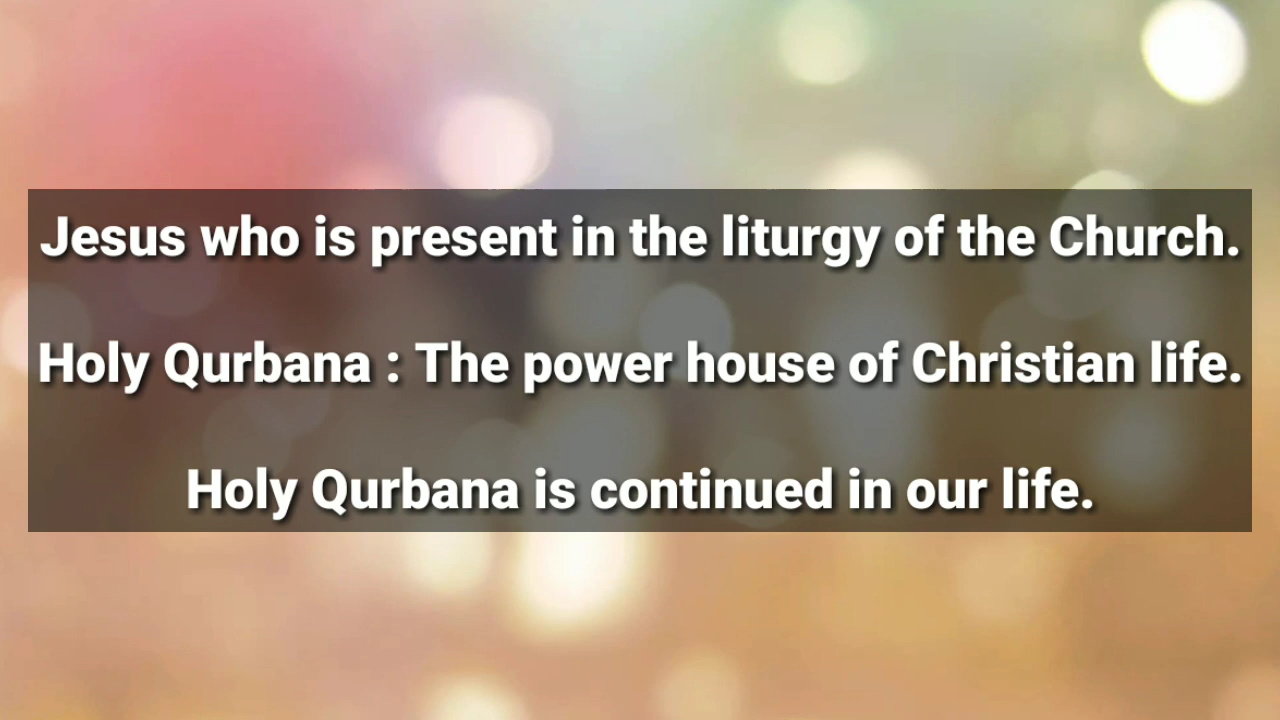 Jesus who is present in the liturgy of the Church.
Holy Qurbana : The power house of Christian life.
Holy Qurbana is continued in our life.